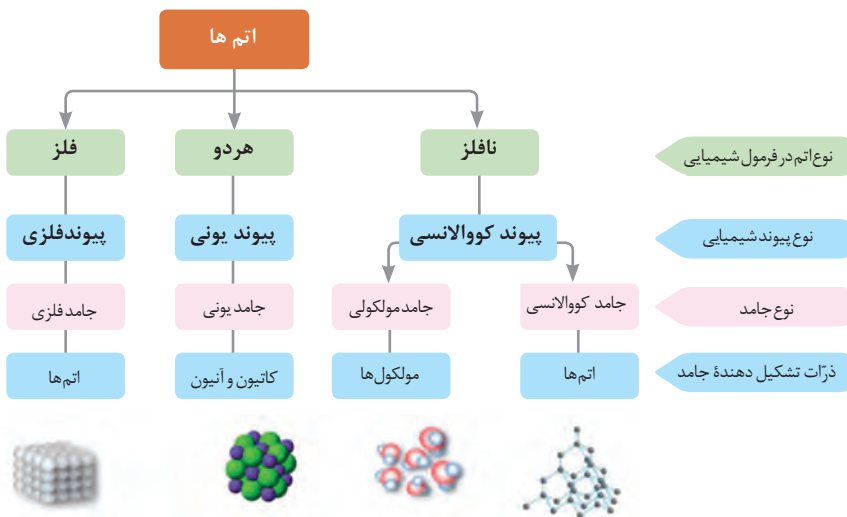 اتم ها
نوع اتم در فرمول شیمیایی
نافلز
هر دو
فلز
نوع پیوند شیمیایی
پیوند کووالانسی
پیوند یونی
پیوند فلزی
نوع جامد
جامد کووالانسی
جامد مولکولی
جامد یونی
جامد فلزی
ذرّات تشکیل دهندهٔ جامد
اتم‌ها
مولکول‌ها
کاتیون و آنیون
اتم‌ها